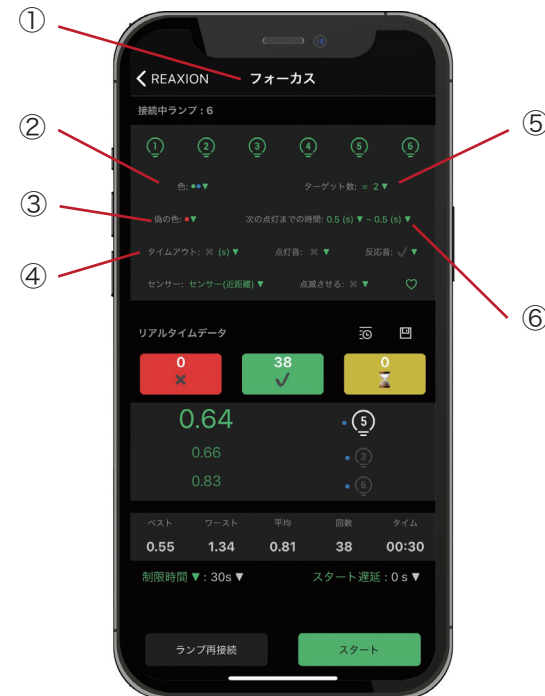 ①
REAXION フォーカス
接続中ランプ : 6
1 2 3 4 5 6
②
⑤
色: ●●▼ ターゲット数: = 2 ▼
③
偽の色: ●▼ 次の点灯までの時間: 0.5 (s) ▼ ~ 0.5 (s) ▼
④
タイムアウト: ✖ (s) ▼ 点灯音: ✖ ▼ 反応音: ✓ ▼
センサー: センサー(近距離) ▼ 点滅させる: ✖ ▼
⑥
リアルタイムデータ
0 38 0
0.64 5
0.66 3
0.83 6
ベスト ワースト 平均 回数 タイム
0.55 1.34 0.81 38 00:30
制限時間 ▼ : 30s ▼ スタート遅延 : 0 s ▼
ランプ再接続 スタート